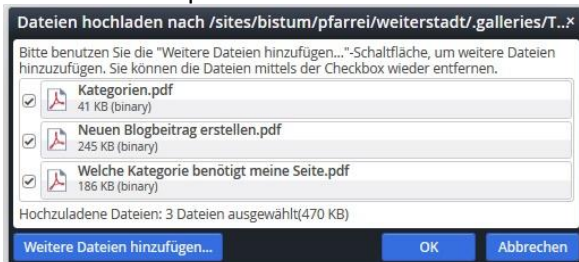 Dateien hochladen nach /sites/bistum/pfarrei/weiterstadt/.galleries/T..×
Bitte benutzen Sie die "Weitere Dateien hinzufügen..."-Schaltfläche, um weitere Dateien
hinzuzufügen. Sie können die Dateien mittels der Checkbox wieder entfernen.
Kategorien.pdf
41 KB (binary)
Neuen Blogbeitrag erstellen.pdf
245 KB (binary)
Welche Kategorie benötigt meine Seite.pdf
186 KB (binary)
Hochzuladene Dateien: 3 Dateien ausgewählt(470 KB)
Weitere Dateien hinzufügen... OK Abbrechen